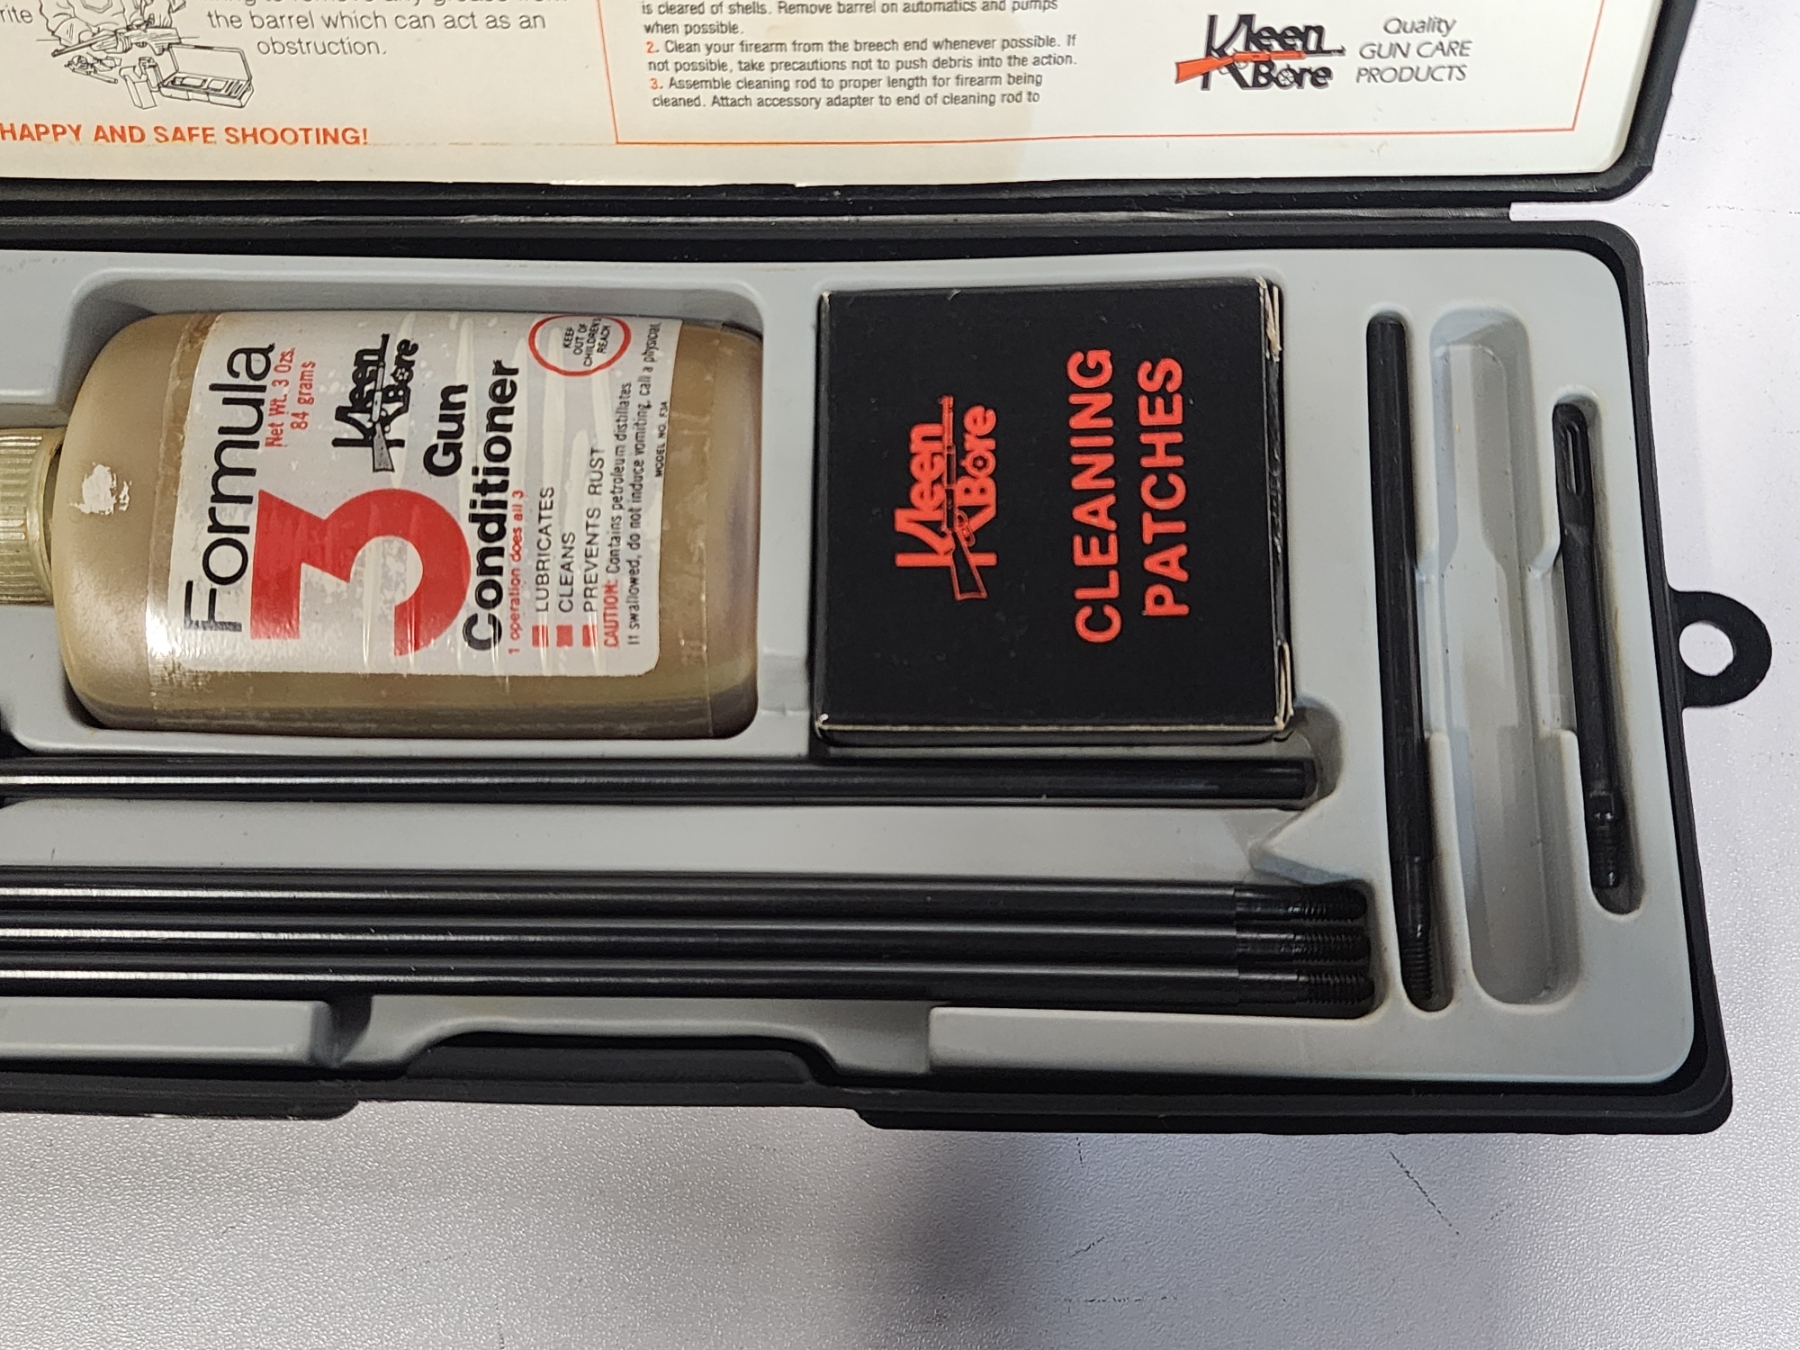 rite
the barrel which can act as an
obstruction.
HAPPY AND SAFE SHOOTING!
is cleared of shells. Remove barrel on automatics and pumps
when possible.
2. Clean your firearm from the breech end whenever possible. If
not possible, take precautions not to push debris into the action.
3. Assemble cleaning rod to proper length for firearm being
cleaned. Attach accessory adapter to end of cleaning rod to
Kleen
Bore
Quality
GUN CARE
PRODUCTS
Formula
3
Net Wt. 3 Ozs.
84 grams
Kleen
Bore
Gun
Conditioner
1 operation does all 3
LUBRICATES
CLEANS
PREVENTS RUST
KEEP
OUT OF
CHILDREN'S
REACH
CAUTION: Contains petroleum distillates.
If swallowed, do not induce vomiting, call a physician.
MODEL NO. F3A
Kleen
Bore
CLEANING
PATCHES